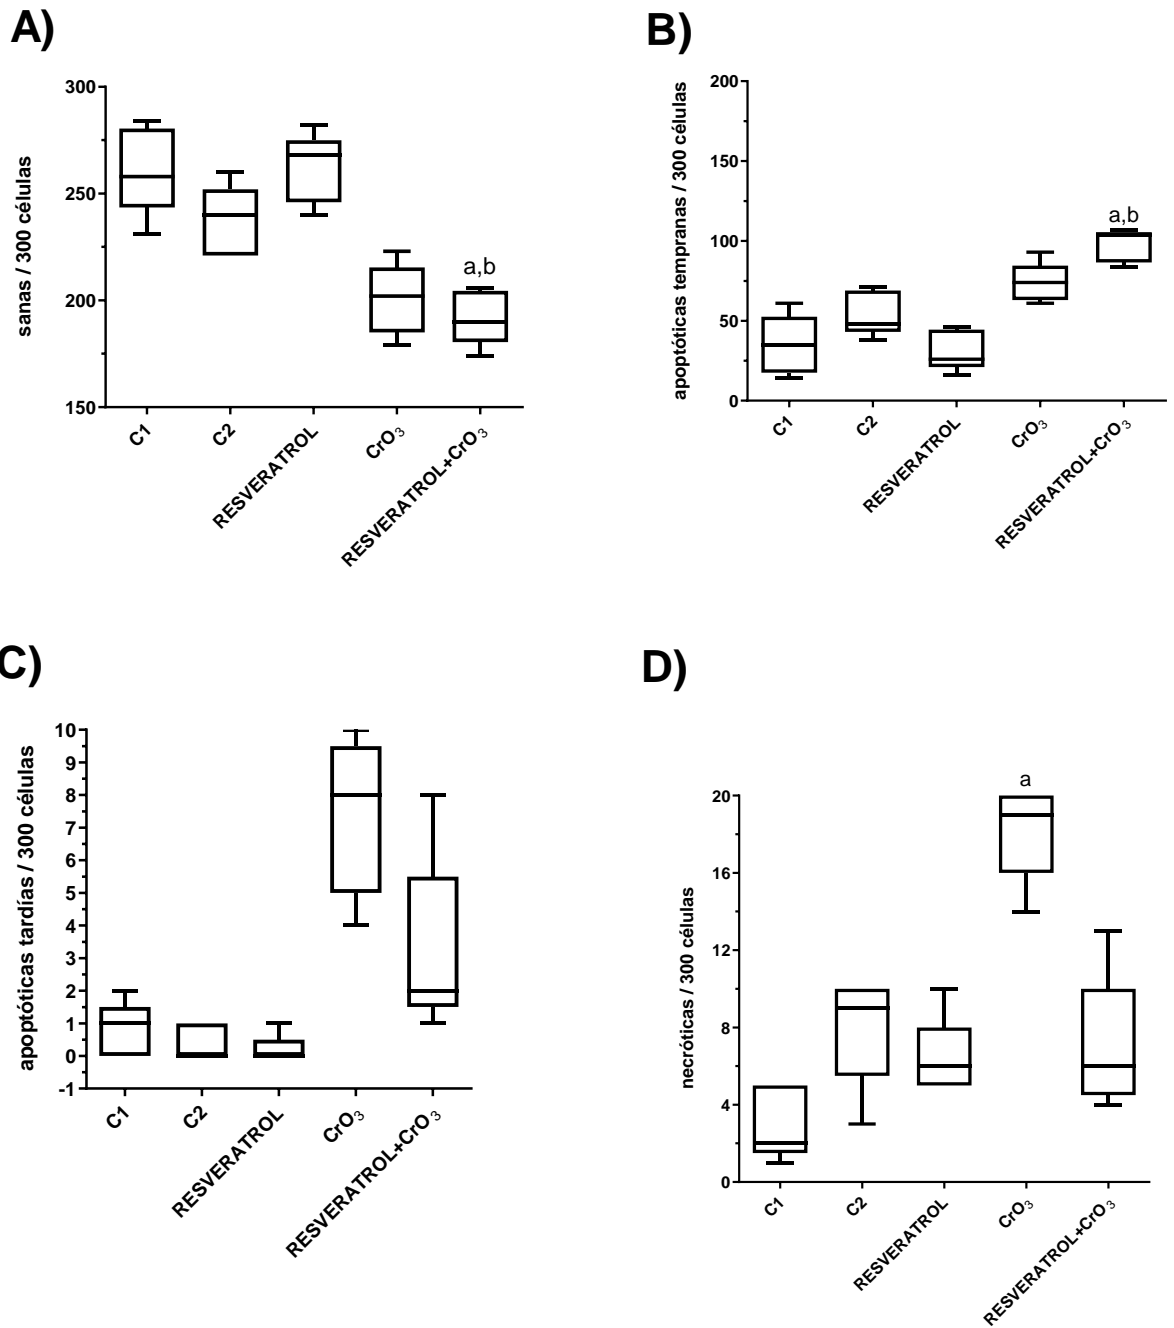 A)
sanas / 300 células
300
250
200
150
a,b
C1
C2
RESVERATROL
CrO₃
RESVERATROL+CrO₃
B)
apoptóticas tempranas / 300 células
200
150
100
50
0
a,b
C1
C2
RESVERATROL
CrO₃
RESVERATROL+CrO₃
C)
apoptóticas tardías / 300 células
10
9
8
7
6
5
4
3
2
1
0
-1
C1
C2
RESVERATROL
CrO₃
RESVERATROL+CrO₃
D)
necróticas / 300 células
20
16
12
8
4
0
a
C1
C2
RESVERATROL
CrO₃
RESVERATROL+CrO₃